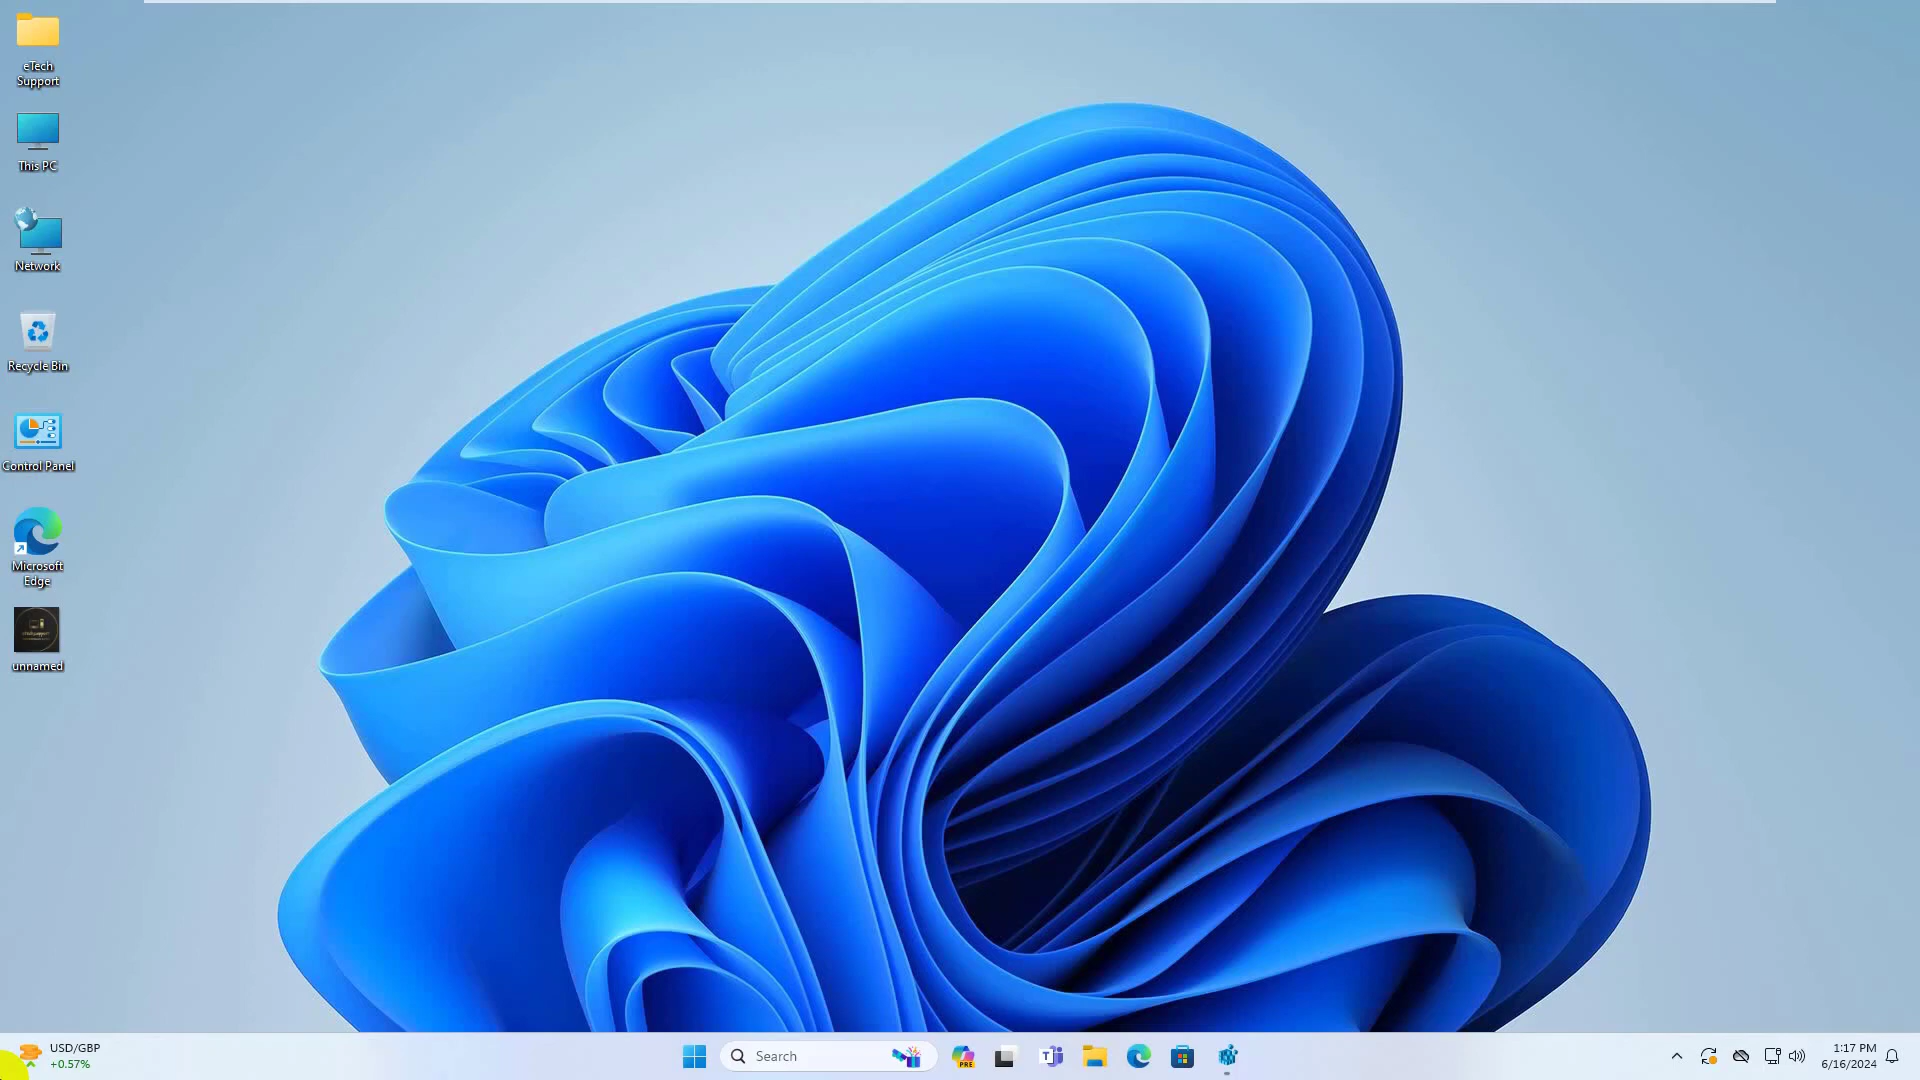 eTech
Support
This PC
Network
Recycle Bin
Control Panel
Microsoft
Edge
unnamed
USD/GBP
+0.57%
Search
PRE
T
1:17 PM
6/16/2024